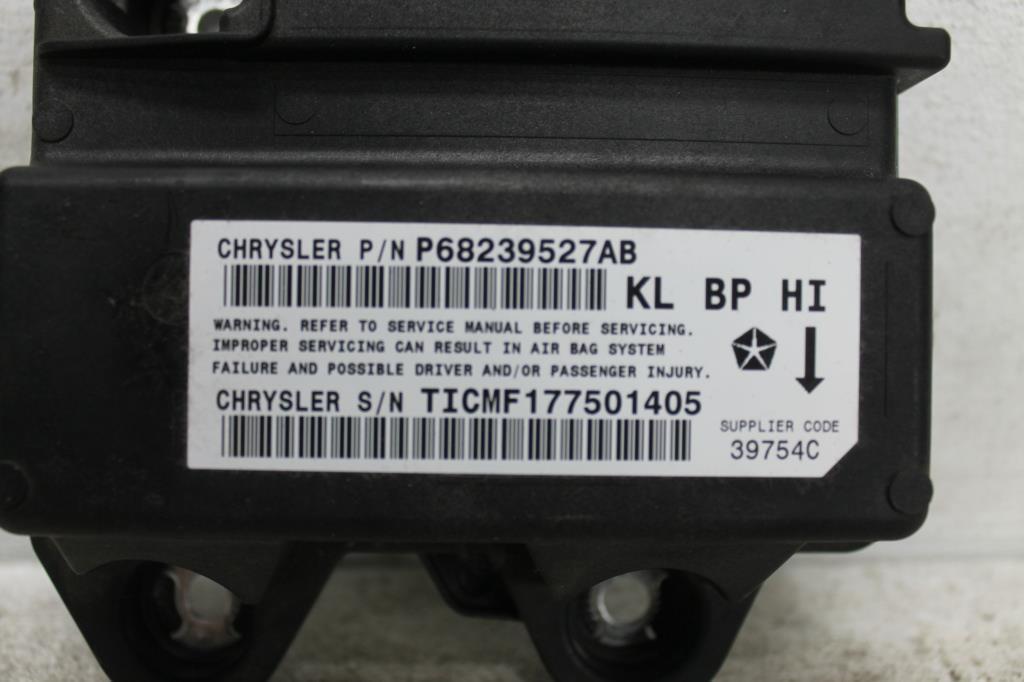 CHRYSLER P/N P68239527AB
KL BP HI
WARNING. REFER TO SERVICE MANUAL BEFORE SERVICING.
IMPROPER SERVICING CAN RESULT IN AIR BAG SYSTEM
FAILURE AND POSSIBLE DRIVER AND/OR PASSENGER INJURY.
CHRYSLER S/N TICMF177501405
SUPPLIER CODE
39754C